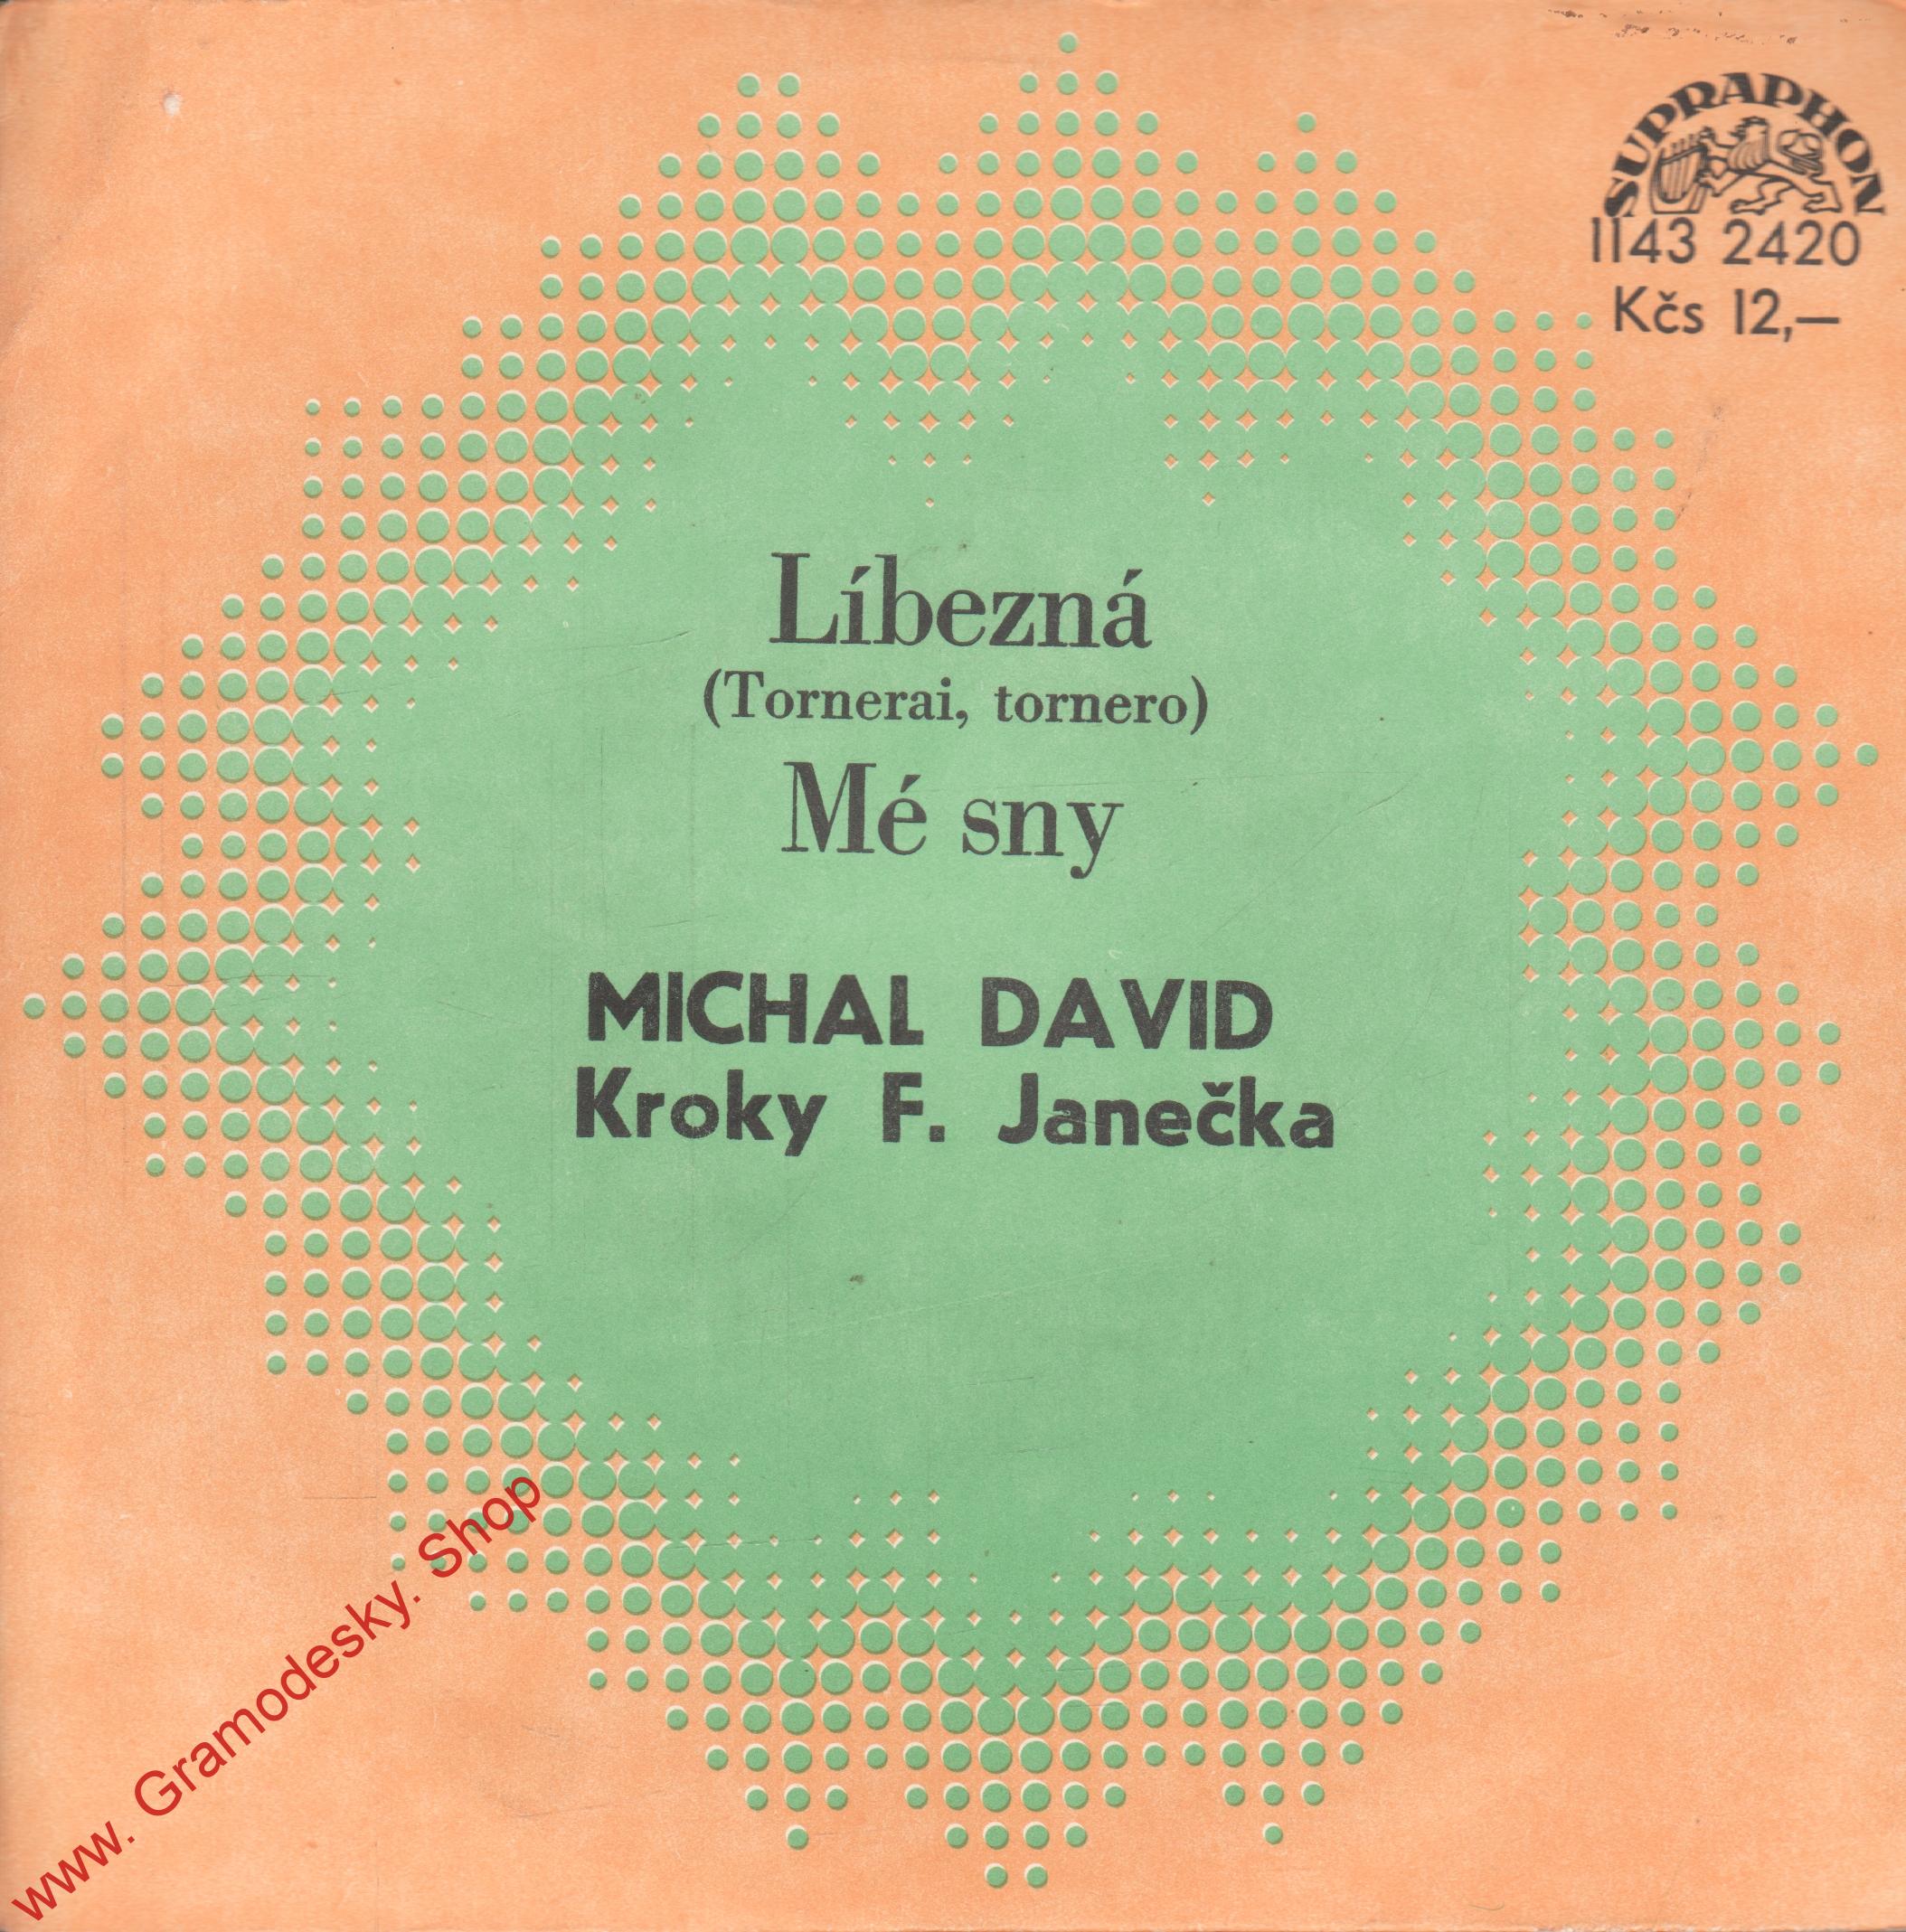 SUPRAPHON
1143 2420
Kčs 12,—
Líbezná
(Tornerai, tornero)
Mé sny
MICHAL DAVID
Kroky F. Janečka
www. Gramodesky. Shop